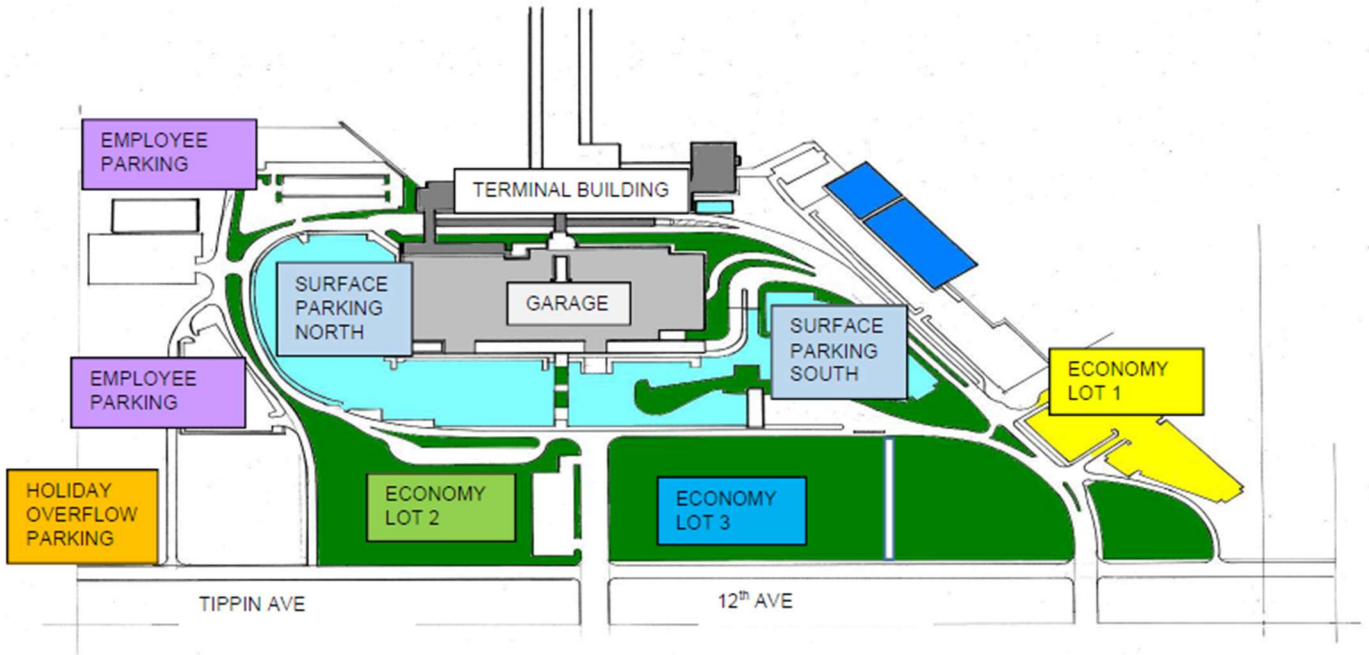 EMPLOYEE
PARKING
TERMINAL BUILDING
SURFACE
PARKING
NORTH
GARAGE
SURFACE
PARKING
SOUTH
EMPLOYEE
PARKING
ECONOMY
LOT 1
HOLIDAY
OVERFLOW
PARKING
ECONOMY
LOT 2
ECONOMY
LOT 3
TIPPIN AVE
12th AVE